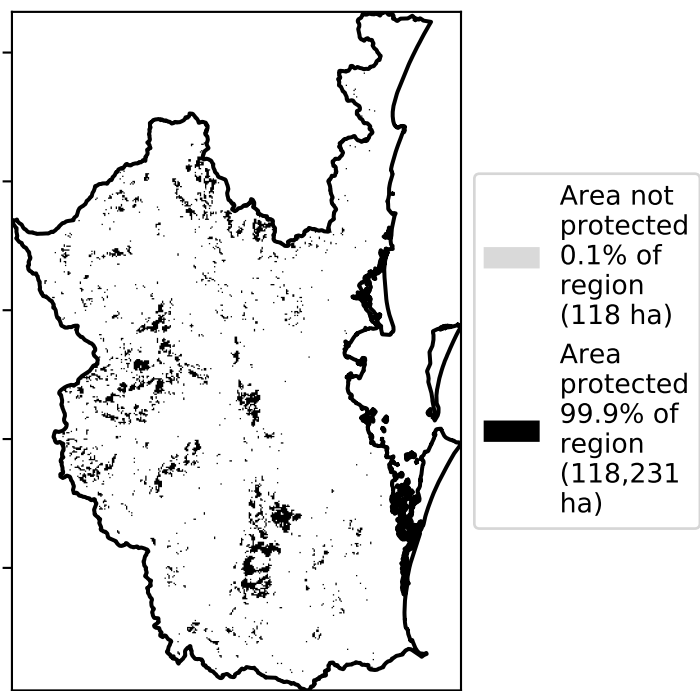 Area not
protected
0.1% of
region
(118 ha)
Area
protected
99.9% of
region
(118,231
ha)